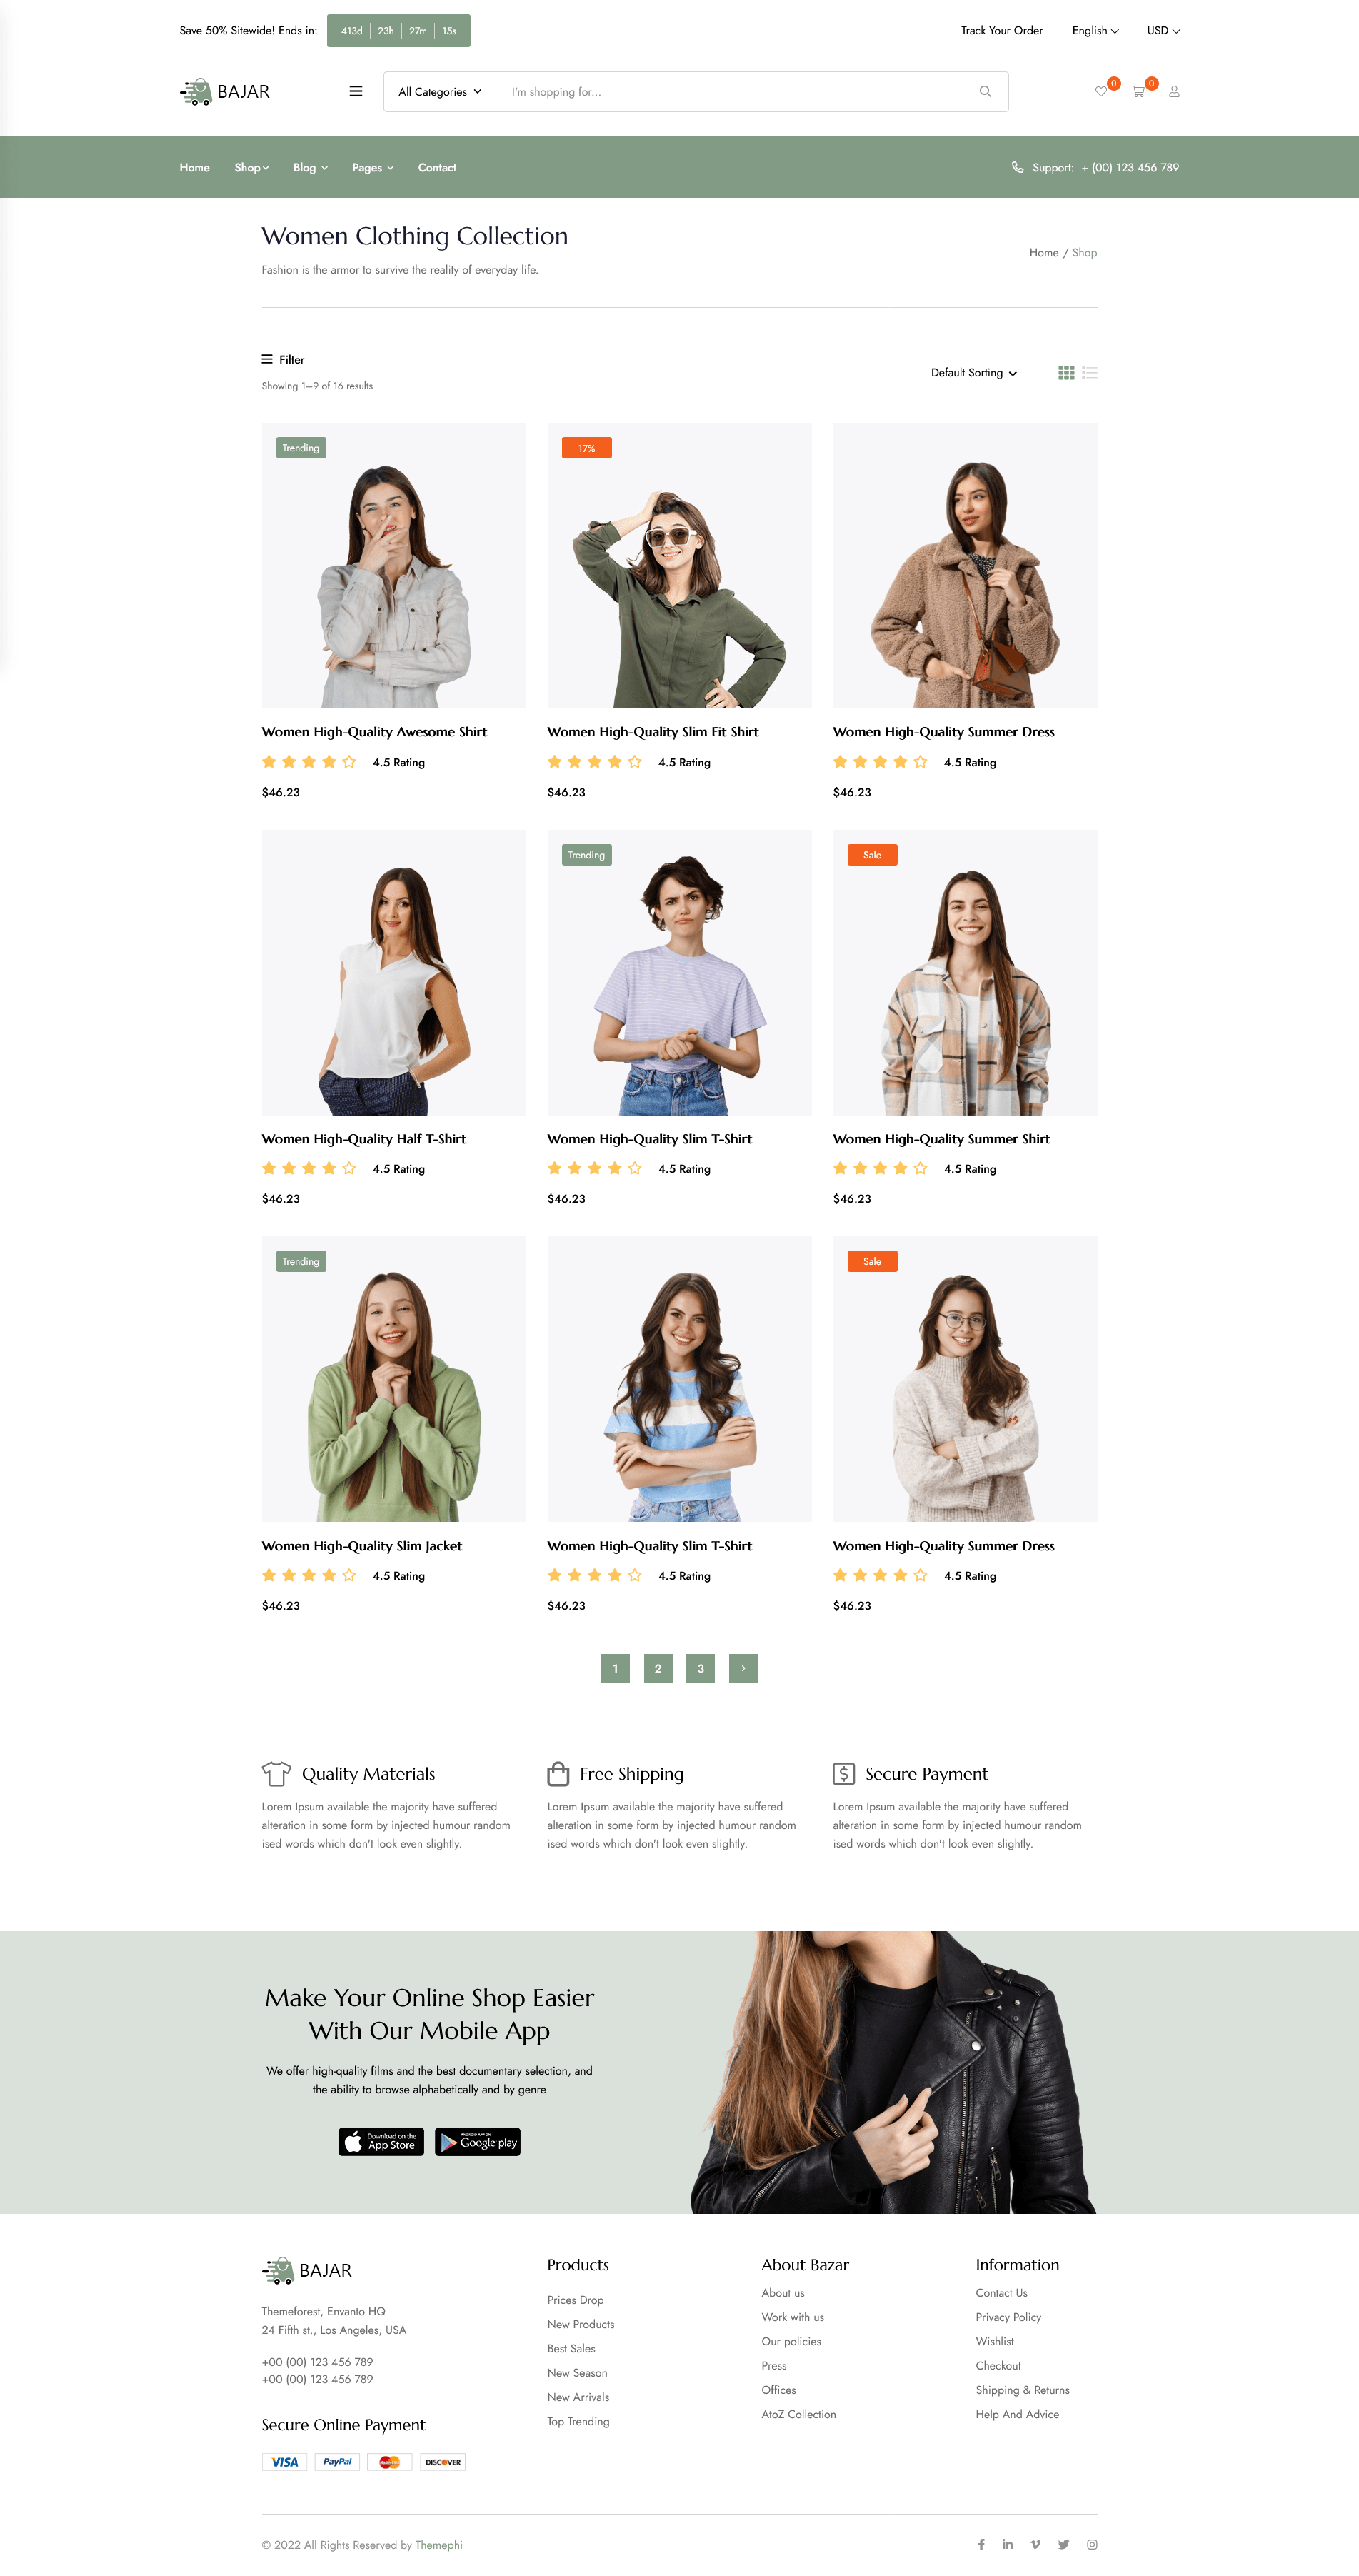 Save 50% Sitewide! Ends in: 413d 23h 27m 15s
Track Your Order English USD
BAJAR
All Categories I'm shopping for...
0 0
Home Shop Blog Pages Contact
Support: + (00) 123 456 789
Women Clothing Collection
Fashion is the armor to survive the reality of everyday life.
Home / Shop
Filter
Showing 1–9 of 16 results
Default Sorting
Trending
17%
Women High-Quality Awesome Shirt
4.5 Rating
$46.23
Women High-Quality Slim Fit Shirt
4.5 Rating
$46.23
Women High-Quality Summer Dress
4.5 Rating
$46.23
Trending
Sale
Women High-Quality Half T-Shirt
4.5 Rating
$46.23
Women High-Quality Slim T-Shirt
4.5 Rating
$46.23
Women High-Quality Summer Shirt
4.5 Rating
$46.23
Trending
Sale
Women High-Quality Slim Jacket
4.5 Rating
$46.23
Women High-Quality Slim T-Shirt
4.5 Rating
$46.23
Women High-Quality Summer Dress
4.5 Rating
$46.23
1 2 3
Quality Materials
Lorem Ipsum available the majority have suffered
alteration in some form by injected humour random
ised words which don't look even slightly.
Free Shipping
Lorem Ipsum available the majority have suffered
alteration in some form by injected humour random
ised words which don't look even slightly.
Secure Payment
Lorem Ipsum available the majority have suffered
alteration in some form by injected humour random
ised words which don't look even slightly.
Make Your Online Shop Easier
With Our Mobile App
We offer high-quality films and the best documentary selection, and
the ability to browse alphabetically and by genre
Download on the
App Store
ANDROID APP ON
Google play
BAJAR
Themeforest, Envanto HQ
24 Fifth st., Los Angeles, USA
+00 (00) 123 456 789
+00 (00) 123 456 789
Secure Online Payment
VISA PayPal MasterCard DISCOVER
Products
Prices Drop
New Products
Best Sales
New Season
New Arrivals
Top Trending
About Bazar
About us
Work with us
Our policies
Press
Offices
AtoZ Collection
Information
Contact Us
Privacy Policy
Wishlist
Checkout
Shipping & Returns
Help And Advice
© 2022 All Rights Reserved by Themephi